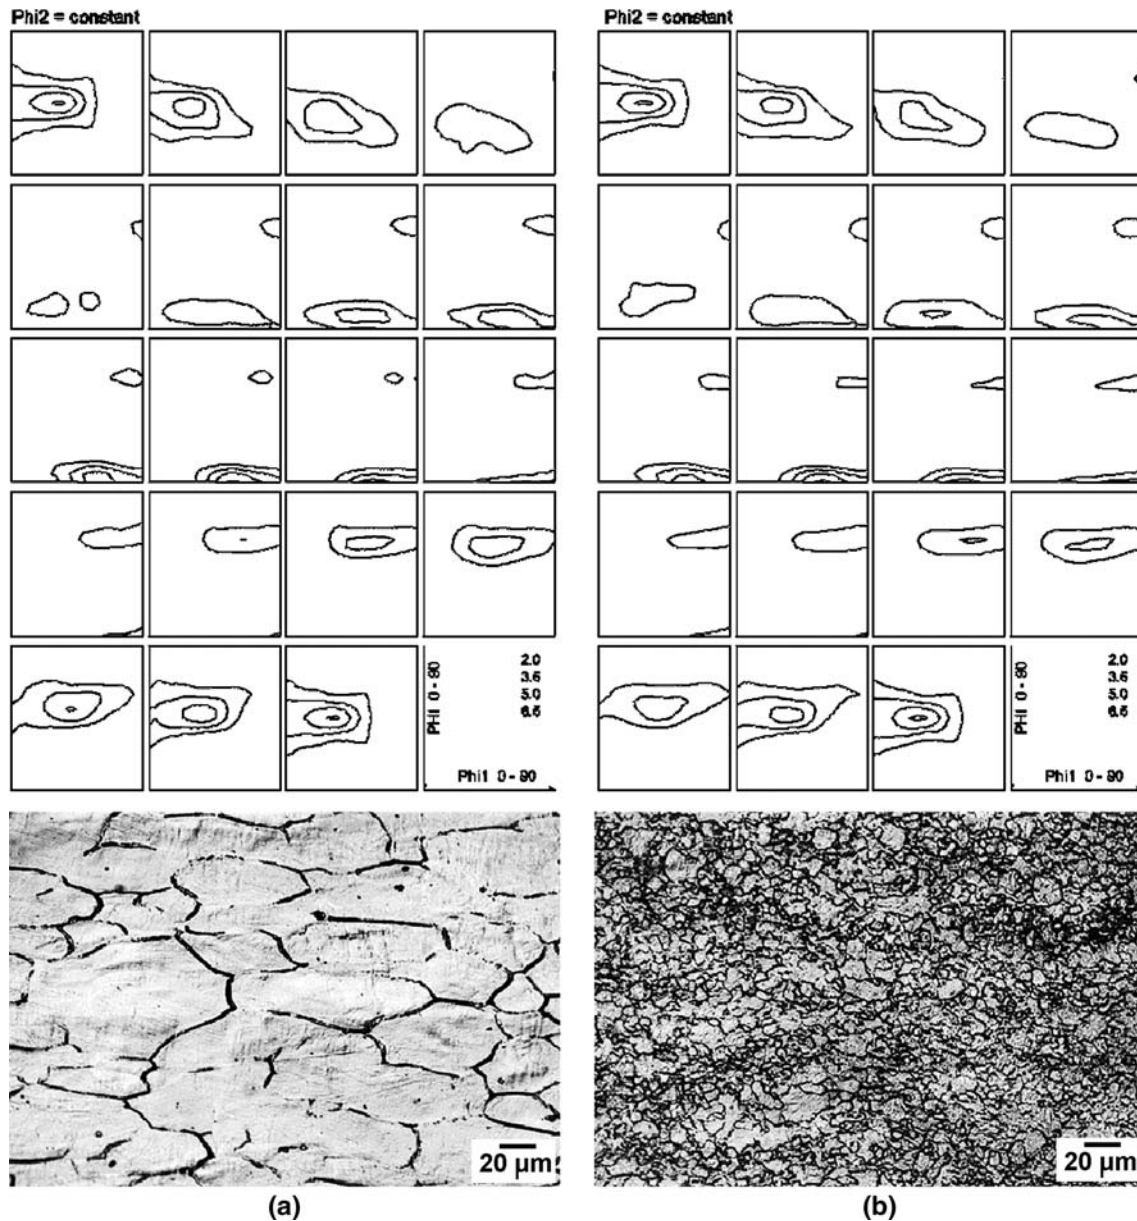 Phi2 = constant
Phi2 = constant
PHI 0 - 90
2.0
3.5
5.0
6.5
Phi1 0 - 90
PHI 0 - 90
2.0
3.5
5.0
6.5
Phi1 0 - 90
20 µm
20 µm
(a)
(b)